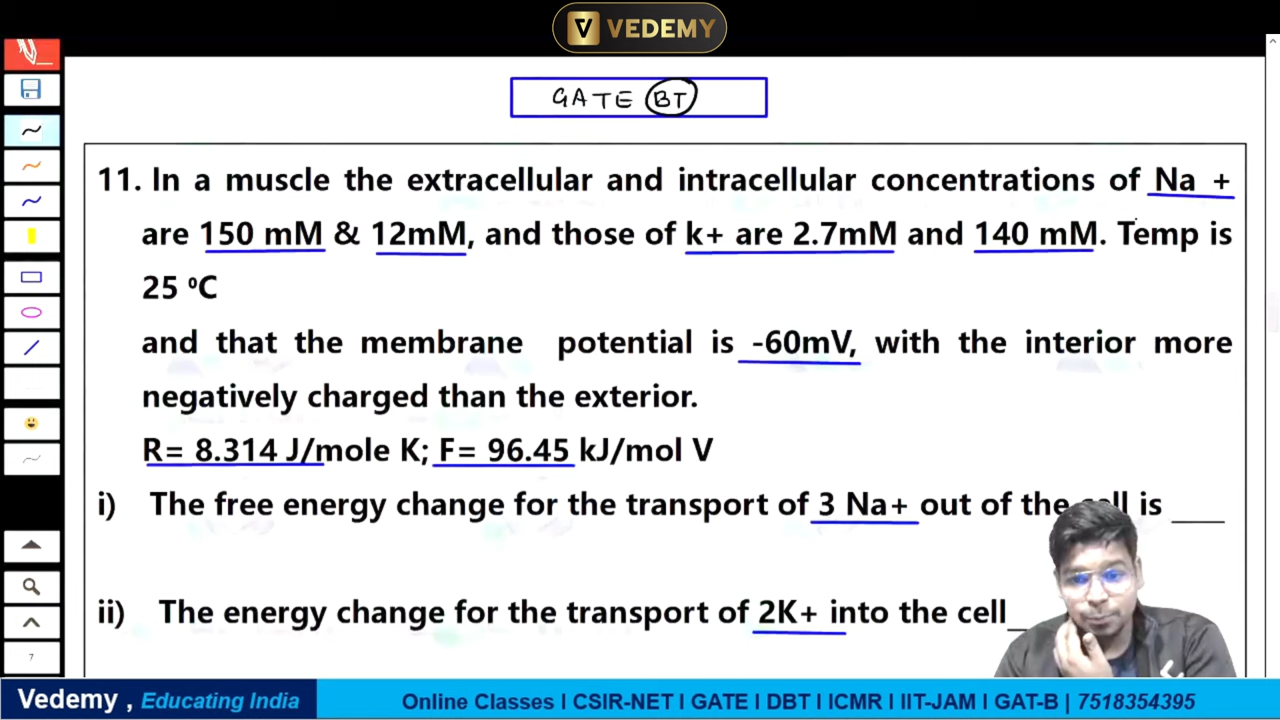 VEDEMY
GATE BT
11. In a muscle the extracellular and intracellular concentrations of Na +
are 150 mM & 12mM, and those of k+ are 2.7mM and 140 mM. Temp is
25 ⁰C
and that the membrane potential is -60mV, with the interior more
negatively charged than the exterior.
R= 8.314 J/mole K; F= 96.45 kJ/mol V
i) The free energy change for the transport of 3 Na+ out of the cell is ____
ii) The energy change for the transport of 2K+ into the cell_
7
Vedemy , Educating India
Online Classes I CSIR-NET I GATE I DBT I ICMR I IIT-JAM I GAT-B | 7518354395